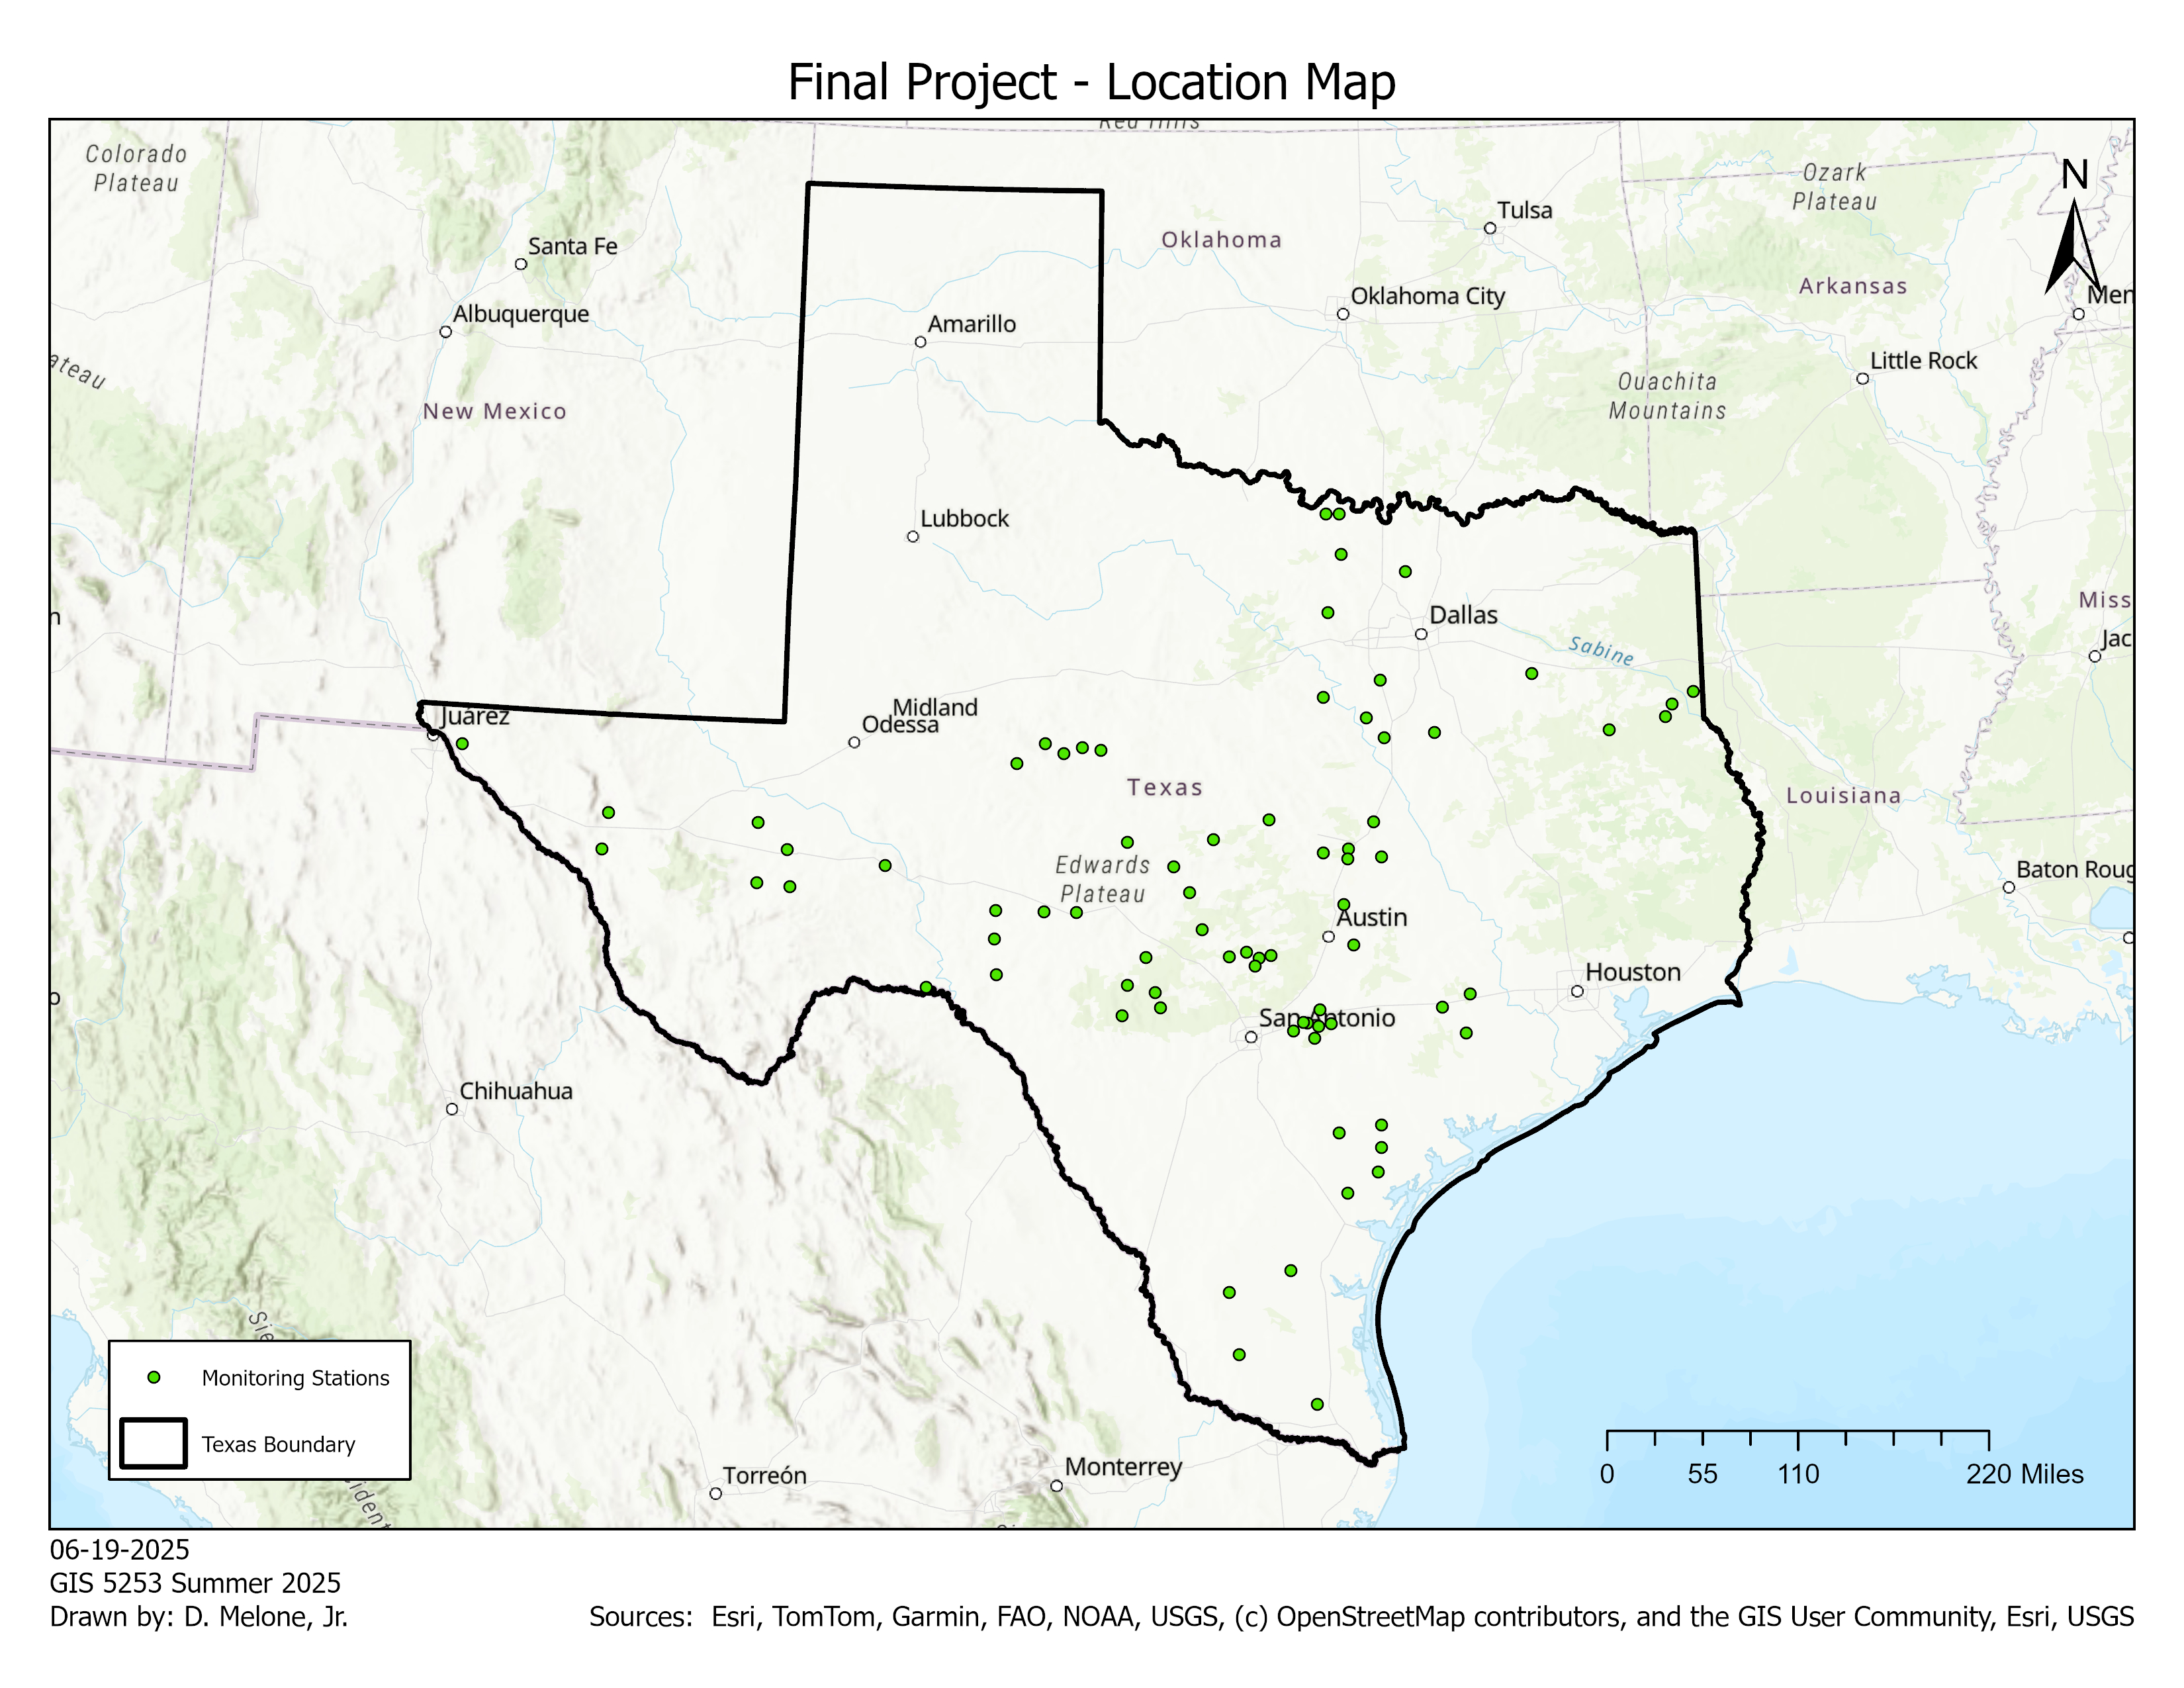 Final Project - Location Map
Red Hills
Colorado
Plateau
Ozark
Plateau
N
Tulsa
Oklahoma
Santa Fe
Arkansas
Oklahoma City
Men
Albuquerque
Amarillo
Little Rock
ateau
Ouachita
Mountains
New Mexico
Lubbock
Miss
n
Dallas
Jac
Sabine
Midland
Juárez
Odessa
Texas
Louisiana
Edwards
Plateau
Baton Roug
Austin
Houston
o
San Antonio
Chihuahua
Sie
Monitoring Stations
Texas Boundary
Monterrey
Torreón
ident
0 55 110 220 Miles
06-19-2025
GIS 5253 Summer 2025
Drawn by: D. Melone, Jr.
Sources: Esri, TomTom, Garmin, FAO, NOAA, USGS, (c) OpenStreetMap contributors, and the GIS User Community, Esri, USGS